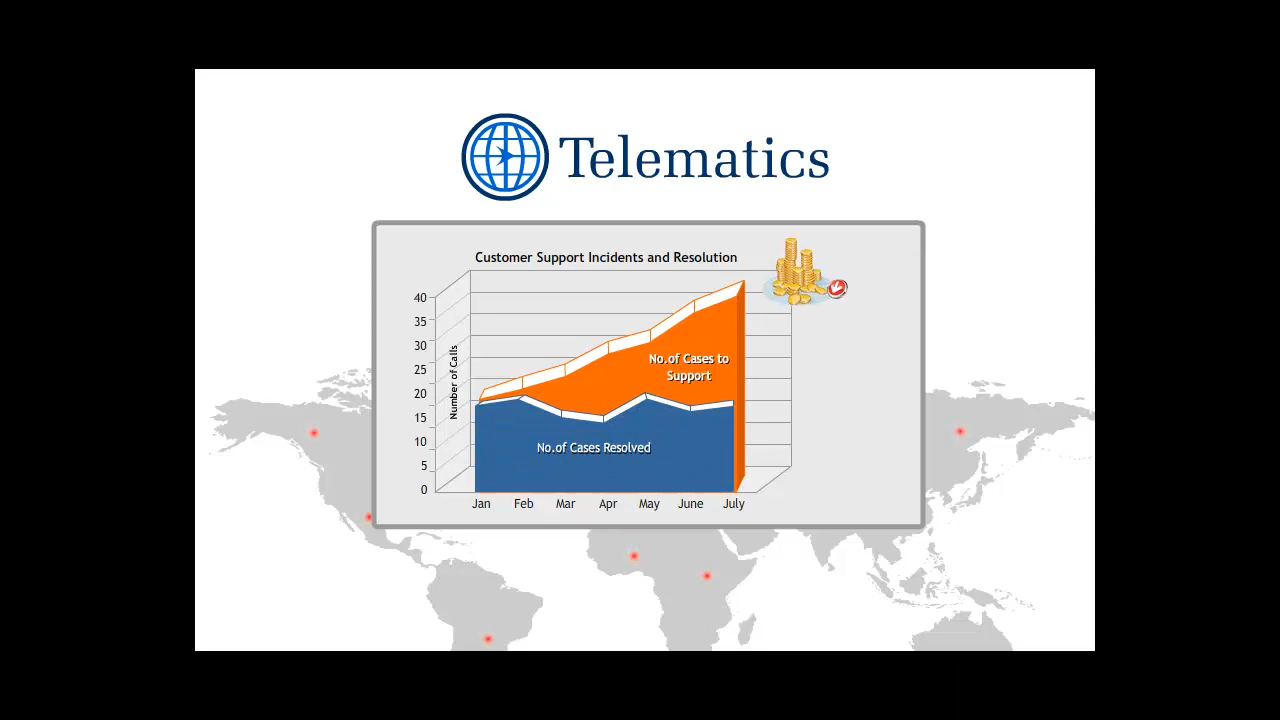 Telematics
Customer Support Incidents and Resolution
40
35
30
25
20
15
10
5
0
Number of Calls
No.of Cases to
Support
No.of Cases Resolved
Jan Feb Mar Apr May June July